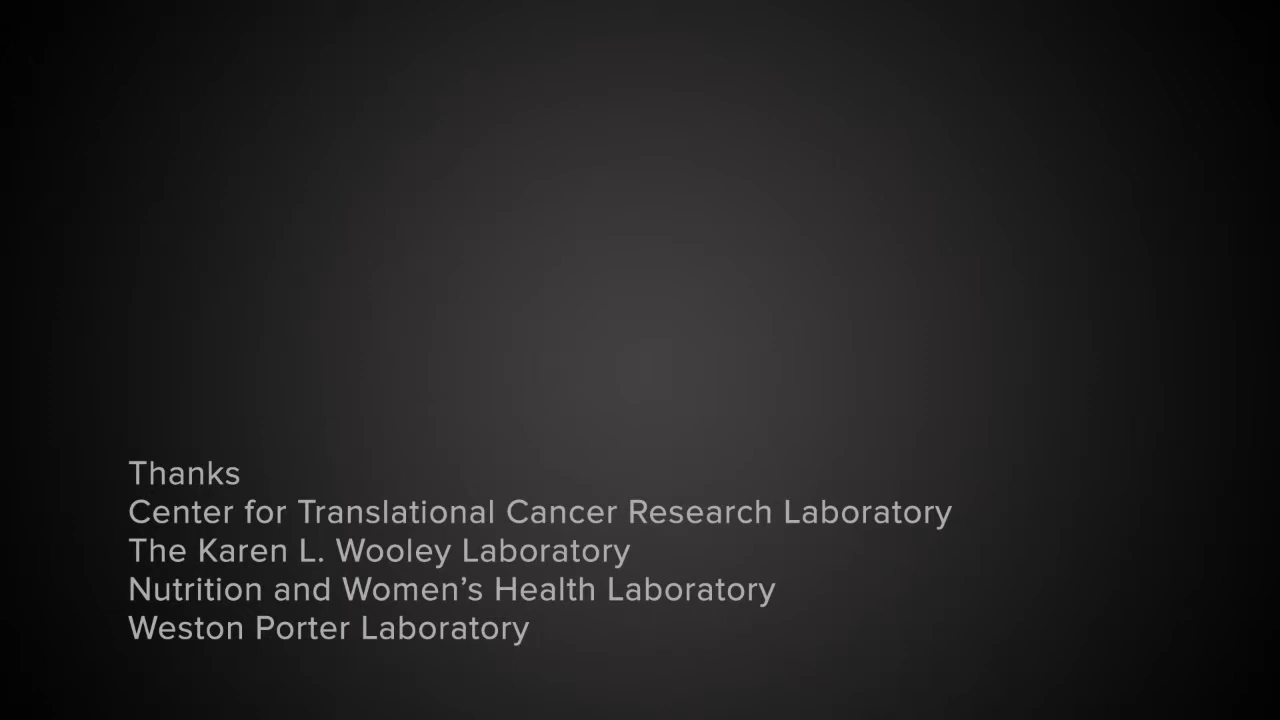 Thanks
Center for Translational Cancer Research Laboratory
The Karen L. Wooley Laboratory
Nutrition and Women’s Health Laboratory
Weston Porter Laboratory